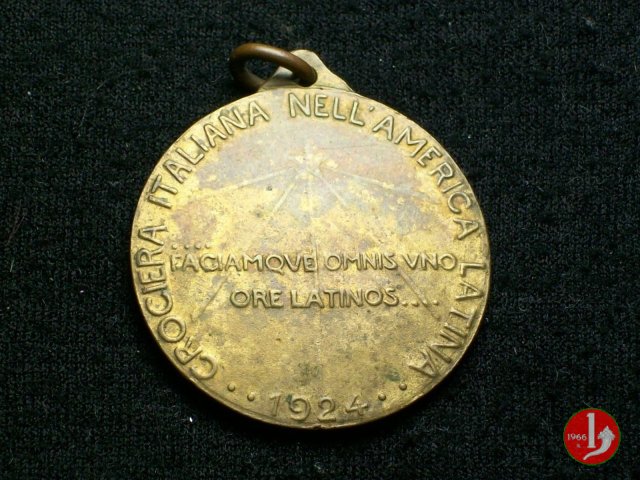 CROCIERA ITALIANA NELL'AMERICA LATINA
....FACIAMQVE OMNIS VNO
ORE LATINOS....
· · 1924 · ·
1966